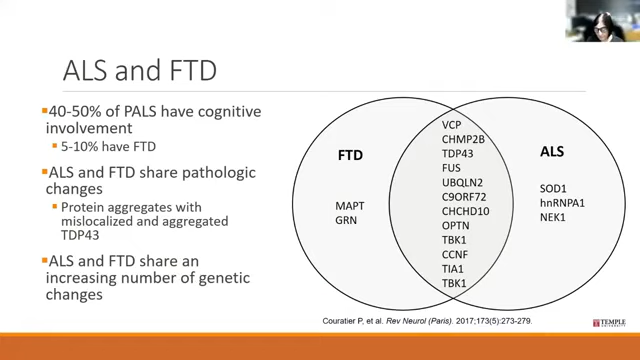 ALS and FTD
40-50% of PALS have cognitive
involvement
5-10% have FTD
ALS and FTD share pathologic
changes
Protein aggregates with
mislocalized and aggregated
TDP43
ALS and FTD share an
increasing number of genetic
changes
FTD
MAPT
GRN
VCP
CHMP2B
TDP43
FUS
UBQLN2
C9ORF72
CHCHD10
OPTN
TBK1
CCNF
TIA1
TBK1
ALS
SOD1
hnRNPA1
NEK1
Couratier P, et al. Rev Neurol (Paris). 2017;173(5):273-279.
TEMPLE
UNIVERSITY